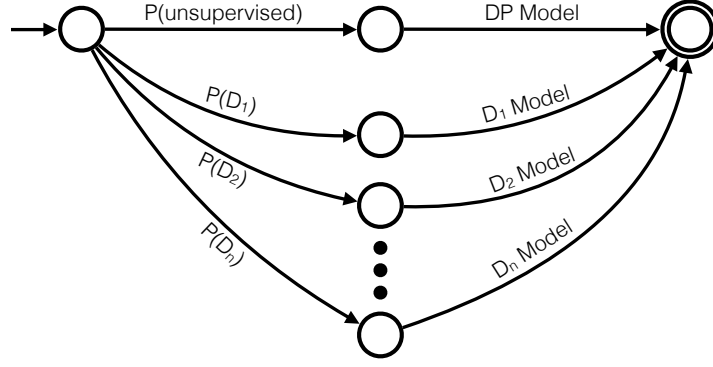 P(unsupervised) DP Model
P(D₁) D₁ Model
P(D₂) D₂ Model
P(Dₙ) Dₙ Model